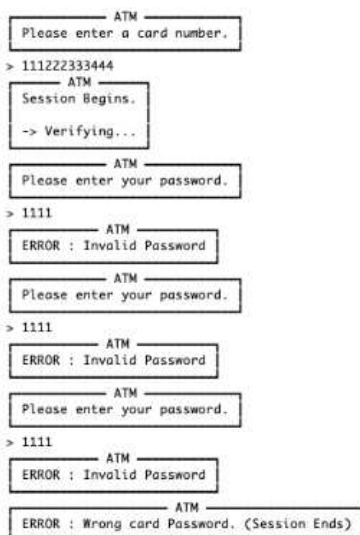 ATM
Please enter a card number.
> 111222333444
ATM
Session Begins.
-> Verifying...
ATM
Please enter your password.
> 1111
ATM
ERROR : Invalid Password
ATM
Please enter your password.
> 1111
ATM
ERROR : Invalid Password
ATM
Please enter your password.
> 1111
ATM
ERROR : Invalid Password
ATM
ERROR : Wrong card Password. (Session Ends)